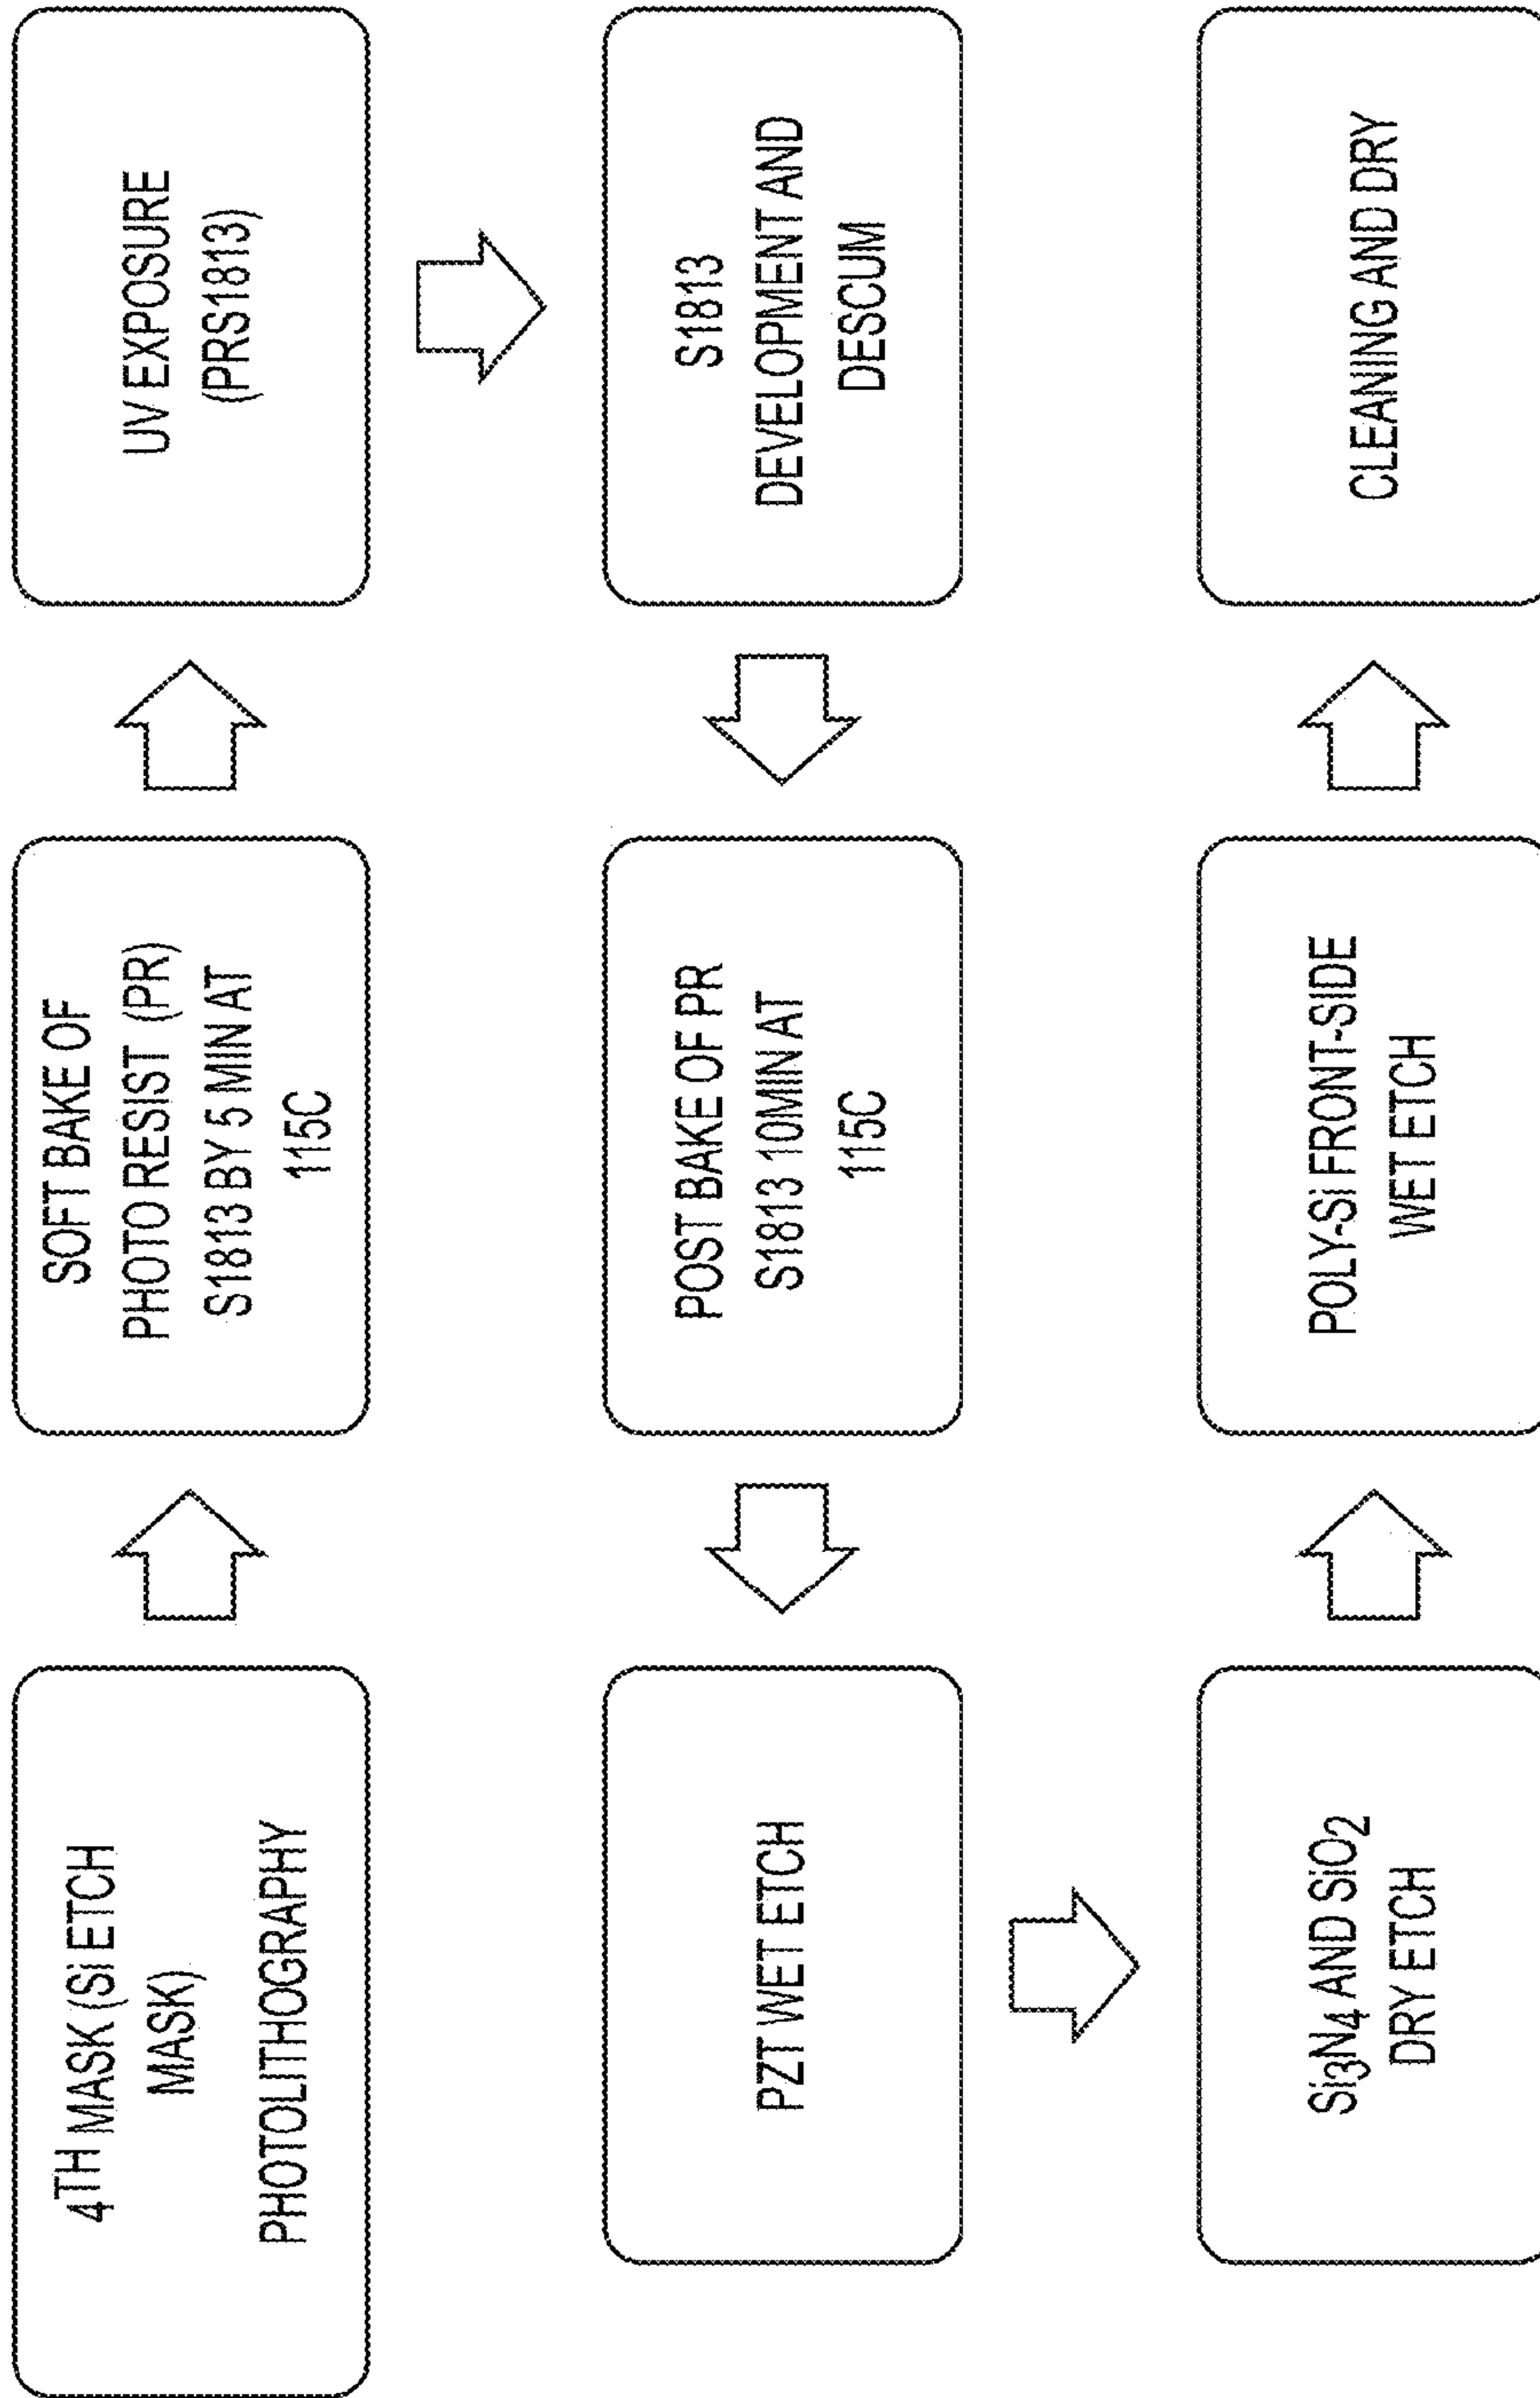 4TH MASK (Si ETCH
MASK)
PHOTOLITHOGRAPHY
SOFT BAKE OF
PHOTO RESIST (PR)
S1813 BY 5 MIN AT
115C
UV EXPOSURE
(PRS1813)
S1813
DEVELOPMENT AND
DESCUM
POST BAKE OF PR
S1813 10MIN AT
115C
PZT WET ETCH
Si3N4 AND SiO2
DRY ETCH
POLY-Si FRONT-SIDE
WET ETCH
CLEANING AND DRY